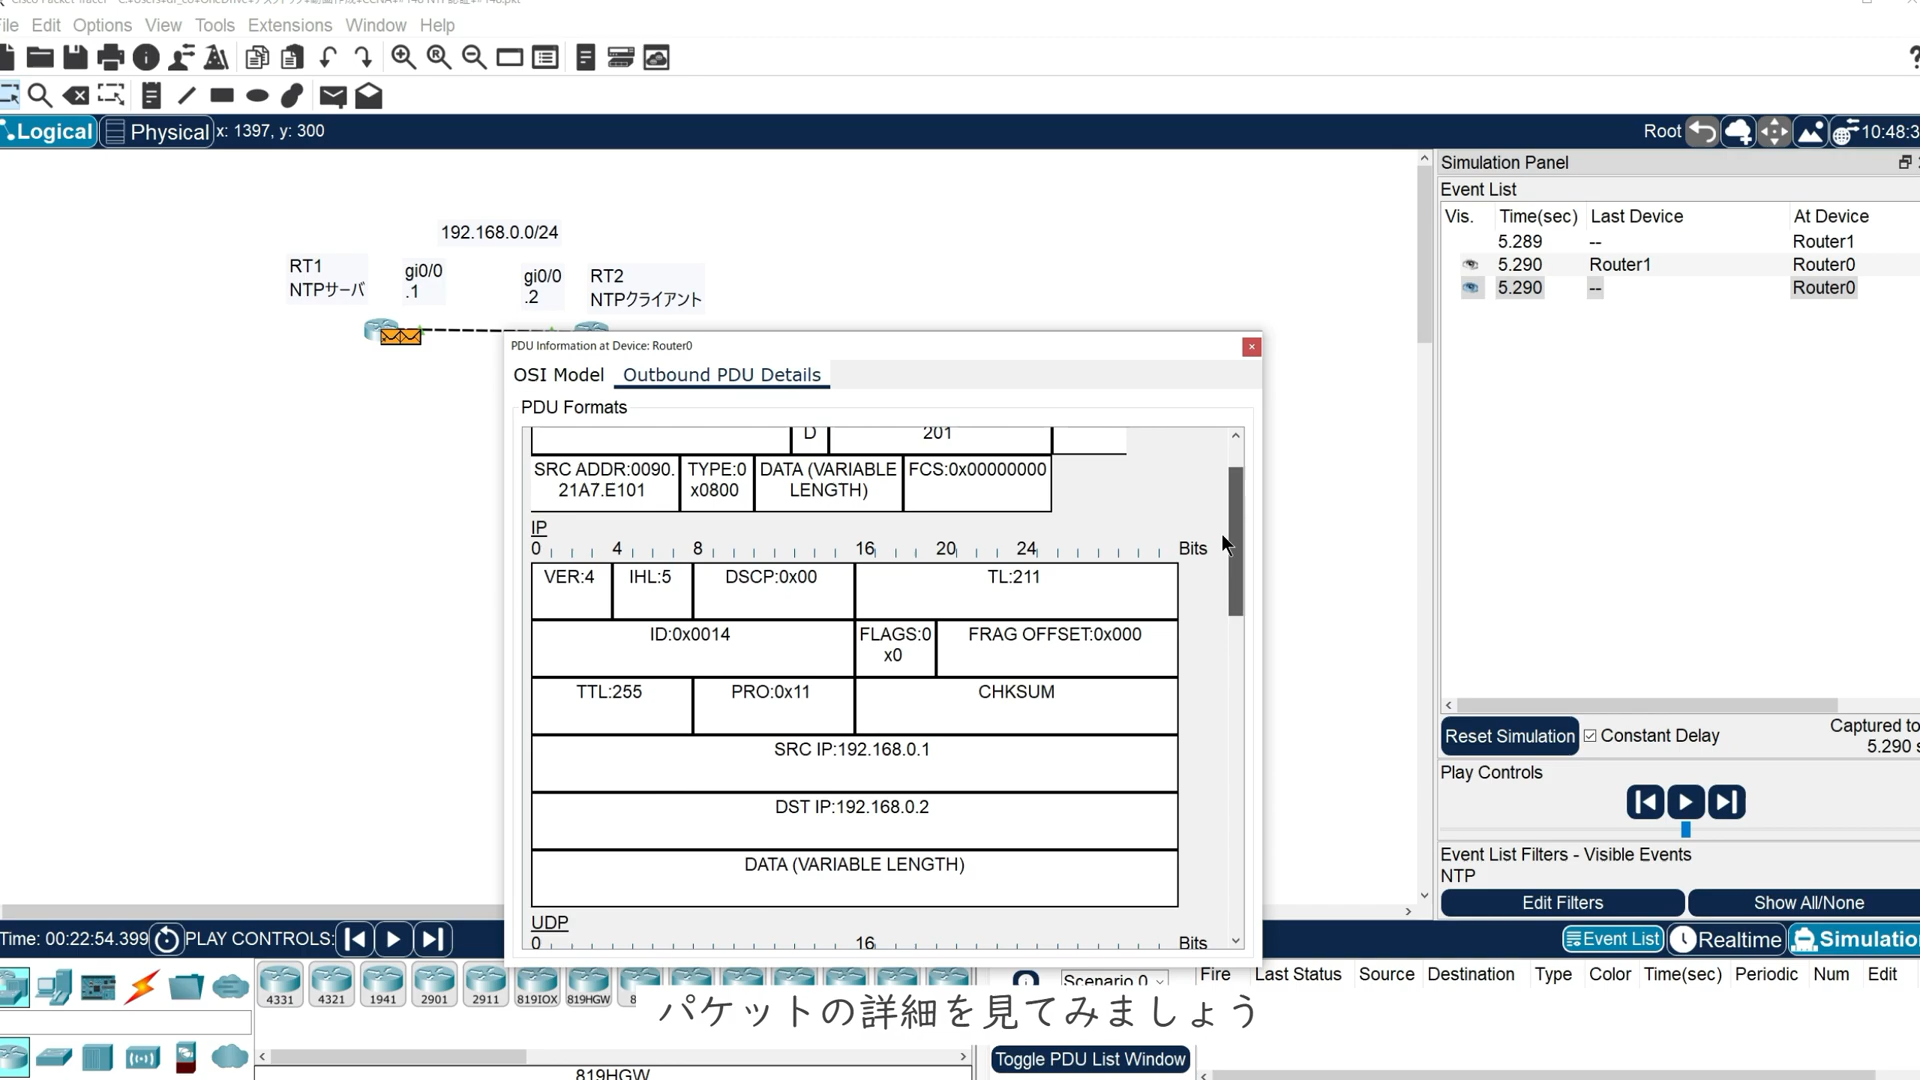 File Edit Options View Tools Extensions Window Help
Logical Physical x: 1397, y: 300 Root 10:48:3
Simulation Panel
Event List
Vis. Time(sec) Last Device At Device
5.289 -- Router1
5.290 Router1 Router0
5.290 -- Router0
192.168.0.0/24
RT1
NTPサーバ
gi0/0
.1
gi0/0
.2
RT2
NTPクライアント
PDU Information at Device: Router0
OSI Model Outbound PDU Details
PDU Formats
D 201
SRC ADDR:0090.
21A7.E101
TYPE:0
x0800
DATA (VARIABLE
LENGTH)
FCS:0x00000000
IP
0 4 8 16 20 24 Bits
VER:4 IHL:5 DSCP:0x00 TL:211
ID:0x0014 FLAGS:0
x0
FRAG OFFSET:0x000
TTL:255 PRO:0x11 CHKSUM
SRC IP:192.168.0.1
DST IP:192.168.0.2
DATA (VARIABLE LENGTH)
UDP
0 16 Bits
Reset Simulation Constant Delay Captured to
5.290 s
Play Controls
Event List Filters - Visible Events
NTP
Edit Filters Show All/None
Time: 00:22:54.399 PLAY CONTROLS: Event List Realtime Simulatio
4331 4321 1941 2901 2911 819IOX 819HGW 8
Scenario 0 Fire Last Status Source Destination Type Color Time(sec) Periodic Num Edit
パケットの詳細を見てみましょう
Toggle PDU List Window
819HGW